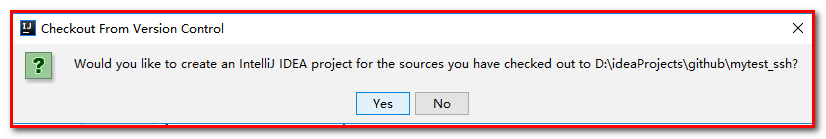 IJ Checkout From Version Control
? Would you like to create an IntelliJ IDEA project for the sources you have checked out to D:\ideaProjects\github\mytest_ssh?
Yes No